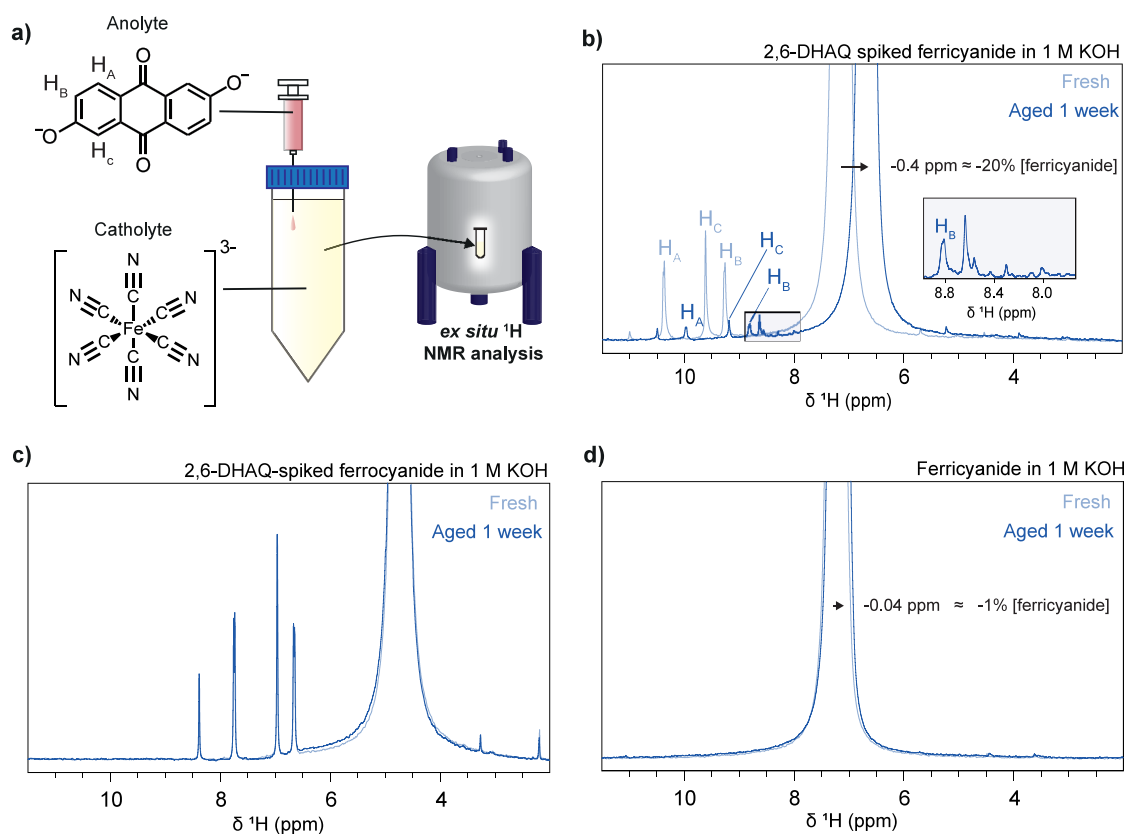 a)
Anolyte
O
O⁻
H_A
H_B
⁻O
H_c
O
Catholyte
3-
N
N
N
C
C
C
Fe
C
C
C
N
N
N
ex situ ¹H
NMR analysis
b)
2,6-DHAQ spiked ferricyanide in 1 M KOH
Fresh
Aged 1 week
-0.4 ppm ≈ -20% [ferricyanide]
H_C
H_A
H_B
H_C
H_B
H_A
H_B
8.8
8.4
8.0
δ ¹H (ppm)
10
8
6
4
δ ¹H (ppm)
c)
2,6-DHAQ-spiked ferrocyanide in 1 M KOH
Fresh
Aged 1 week
10
8
6
4
δ ¹H (ppm)
d)
Ferricyanide in 1 M KOH
Fresh
Aged 1 week
-0.04 ppm ≈ -1% [ferricyanide]
10
8
6
4
δ ¹H (ppm)